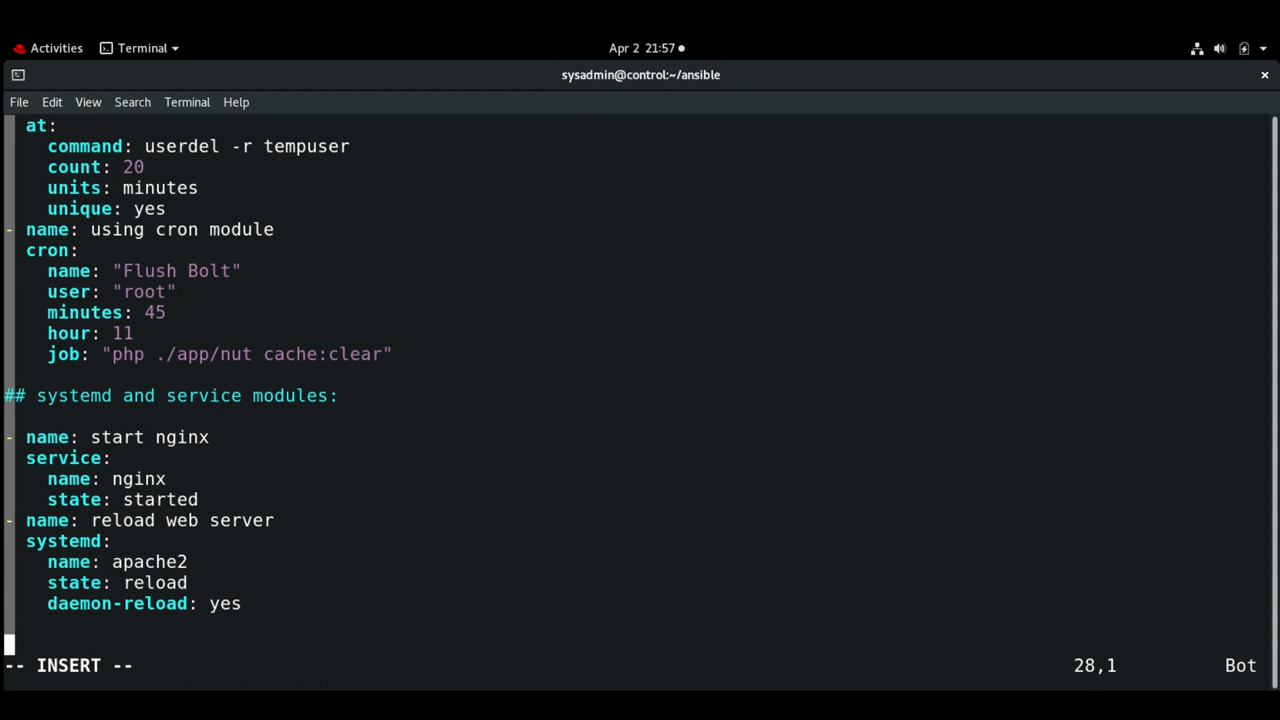 Activities
Terminal
Apr 2 21:57
sysadmin@control:~/ansible
×
File Edit View Search Terminal Help
  at:
    command: userdel -r tempuser
    count: 20
    units: minutes
    unique: yes
- name: using cron module
  cron:
    name: "Flush Bolt"
    user: "root"
    minutes: 45
    hour: 11
    job: "php ./app/nut cache:clear"
## systemd and service modules:
- name: start nginx
  service:
    name: nginx
    state: started
- name: reload web server
  systemd:
    name: apache2
    state: reload
    daemon-reload: yes
-- INSERT -- 28,1 Bot